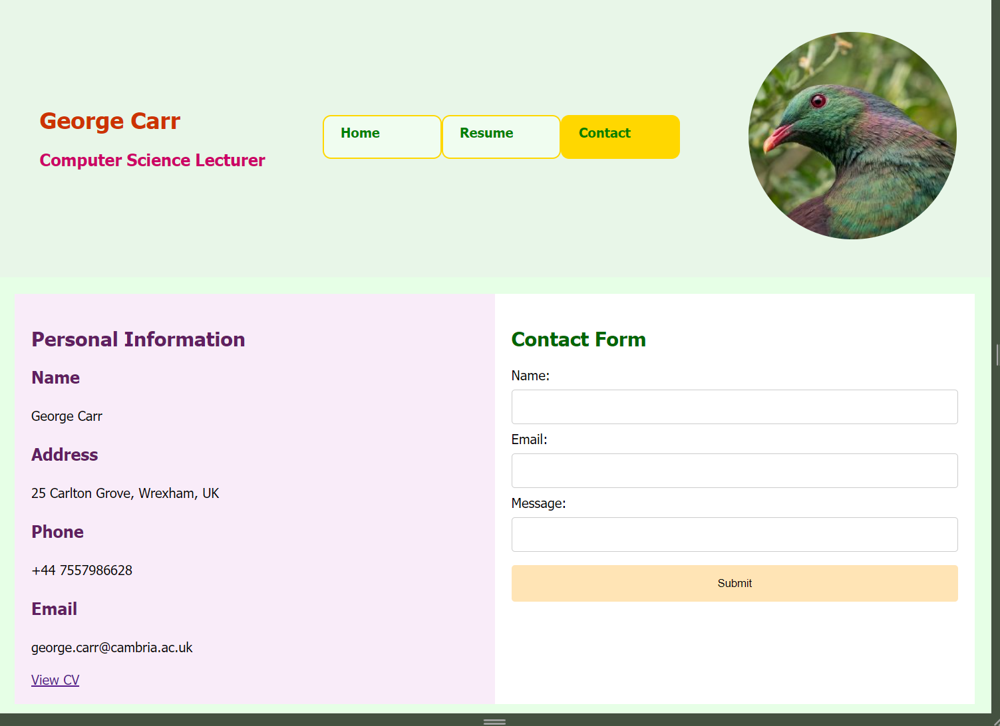 George Carr
Computer Science Lecturer
Home
Resume
Contact
Personal Information
Name
George Carr
Address
25 Carlton Grove, Wrexham, UK
Phone
+44 7557986628
Email
george.carr@cambria.ac.uk
View CV
Contact Form
Name:
Email:
Message:
Submit